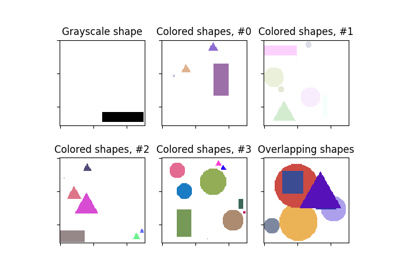 Grayscale shape
Colored shapes, #0
Colored shapes, #1
Colored shapes, #2
Colored shapes, #3
Overlapping shapes